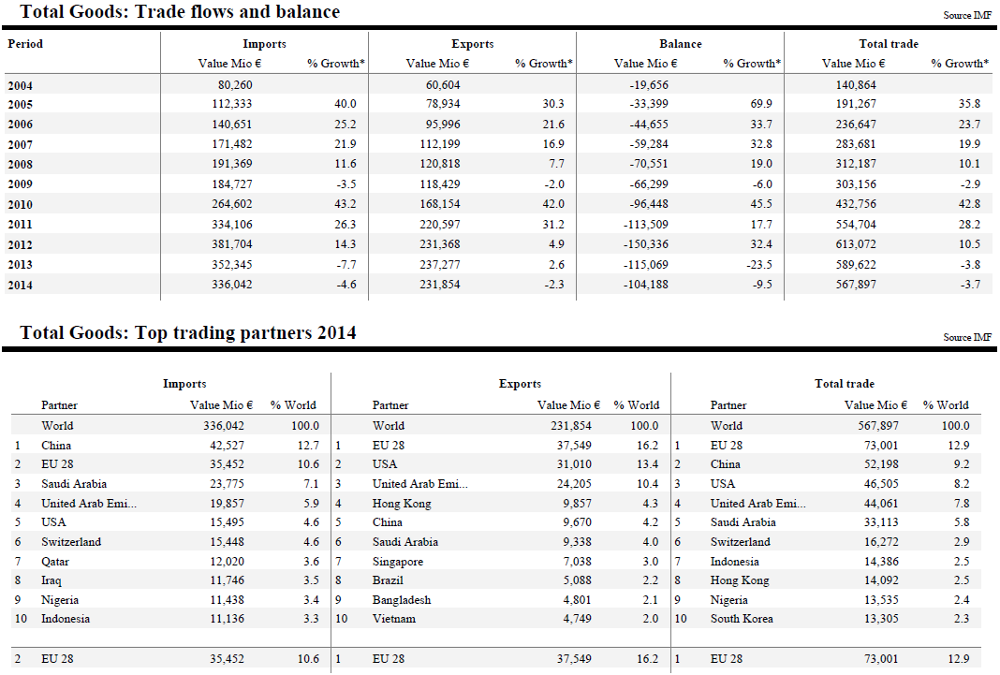 Total Goods: Trade flows and balance
Source IMF
Period Imports Exports Balance Total trade
Value Mio € % Growth* Value Mio € % Growth* Value Mio € % Growth* Value Mio € % Growth*
2004 80,260 60,604 -19,656 140,864
2005 112,333 40.0 78,934 30.3 -33,399 69.9 191,267 35.8
2006 140,651 25.2 95,996 21.6 -44,655 33.7 236,647 23.7
2007 171,482 21.9 112,199 16.9 -59,284 32.8 283,681 19.9
2008 191,369 11.6 120,818 7.7 -70,551 19.0 312,187 10.1
2009 184,727 -3.5 118,429 -2.0 -66,299 -6.0 303,156 -2.9
2010 264,602 43.2 168,154 42.0 -96,448 45.5 432,756 42.8
2011 334,106 26.3 220,597 31.2 -113,509 17.7 554,704 28.2
2012 381,704 14.3 231,368 4.9 -150,336 32.4 613,072 10.5
2013 352,345 -7.7 237,277 2.6 -115,069 -23.5 589,622 -3.8
2014 336,042 -4.6 231,854 -2.3 -104,188 -9.5 567,897 -3.7
Total Goods: Top trading partners 2014
Source IMF
Imports Exports Total trade
Partner Value Mio € % World Partner Value Mio € % World Partner Value Mio € % World
World 336,042 100.0 World 231,854 100.0 World 567,897 100.0
1 China 42,527 12.7 1 EU 28 37,549 16.2 1 EU 28 73,001 12.9
2 EU 28 35,452 10.6 2 USA 31,010 13.4 2 China 52,198 9.2
3 Saudi Arabia 23,775 7.1 3 United Arab Emi... 24,205 10.4 3 USA 46,505 8.2
4 United Arab Emi... 19,857 5.9 4 Hong Kong 9,857 4.3 4 United Arab Emi... 44,061 7.8
5 USA 15,495 4.6 5 China 9,670 4.2 5 Saudi Arabia 33,113 5.8
6 Switzerland 15,448 4.6 6 Saudi Arabia 9,338 4.0 6 Switzerland 16,272 2.9
7 Qatar 12,020 3.6 7 Singapore 7,038 3.0 7 Indonesia 14,386 2.5
8 Iraq 11,746 3.5 8 Brazil 5,088 2.2 8 Hong Kong 14,092 2.5
9 Nigeria 11,438 3.4 9 Bangladesh 4,801 2.1 9 Nigeria 13,535 2.4
10 Indonesia 11,136 3.3 10 Vietnam 4,749 2.0 10 South Korea 13,305 2.3
2 EU 28 35,452 10.6 1 EU 28 37,549 16.2 1 EU 28 73,001 12.9